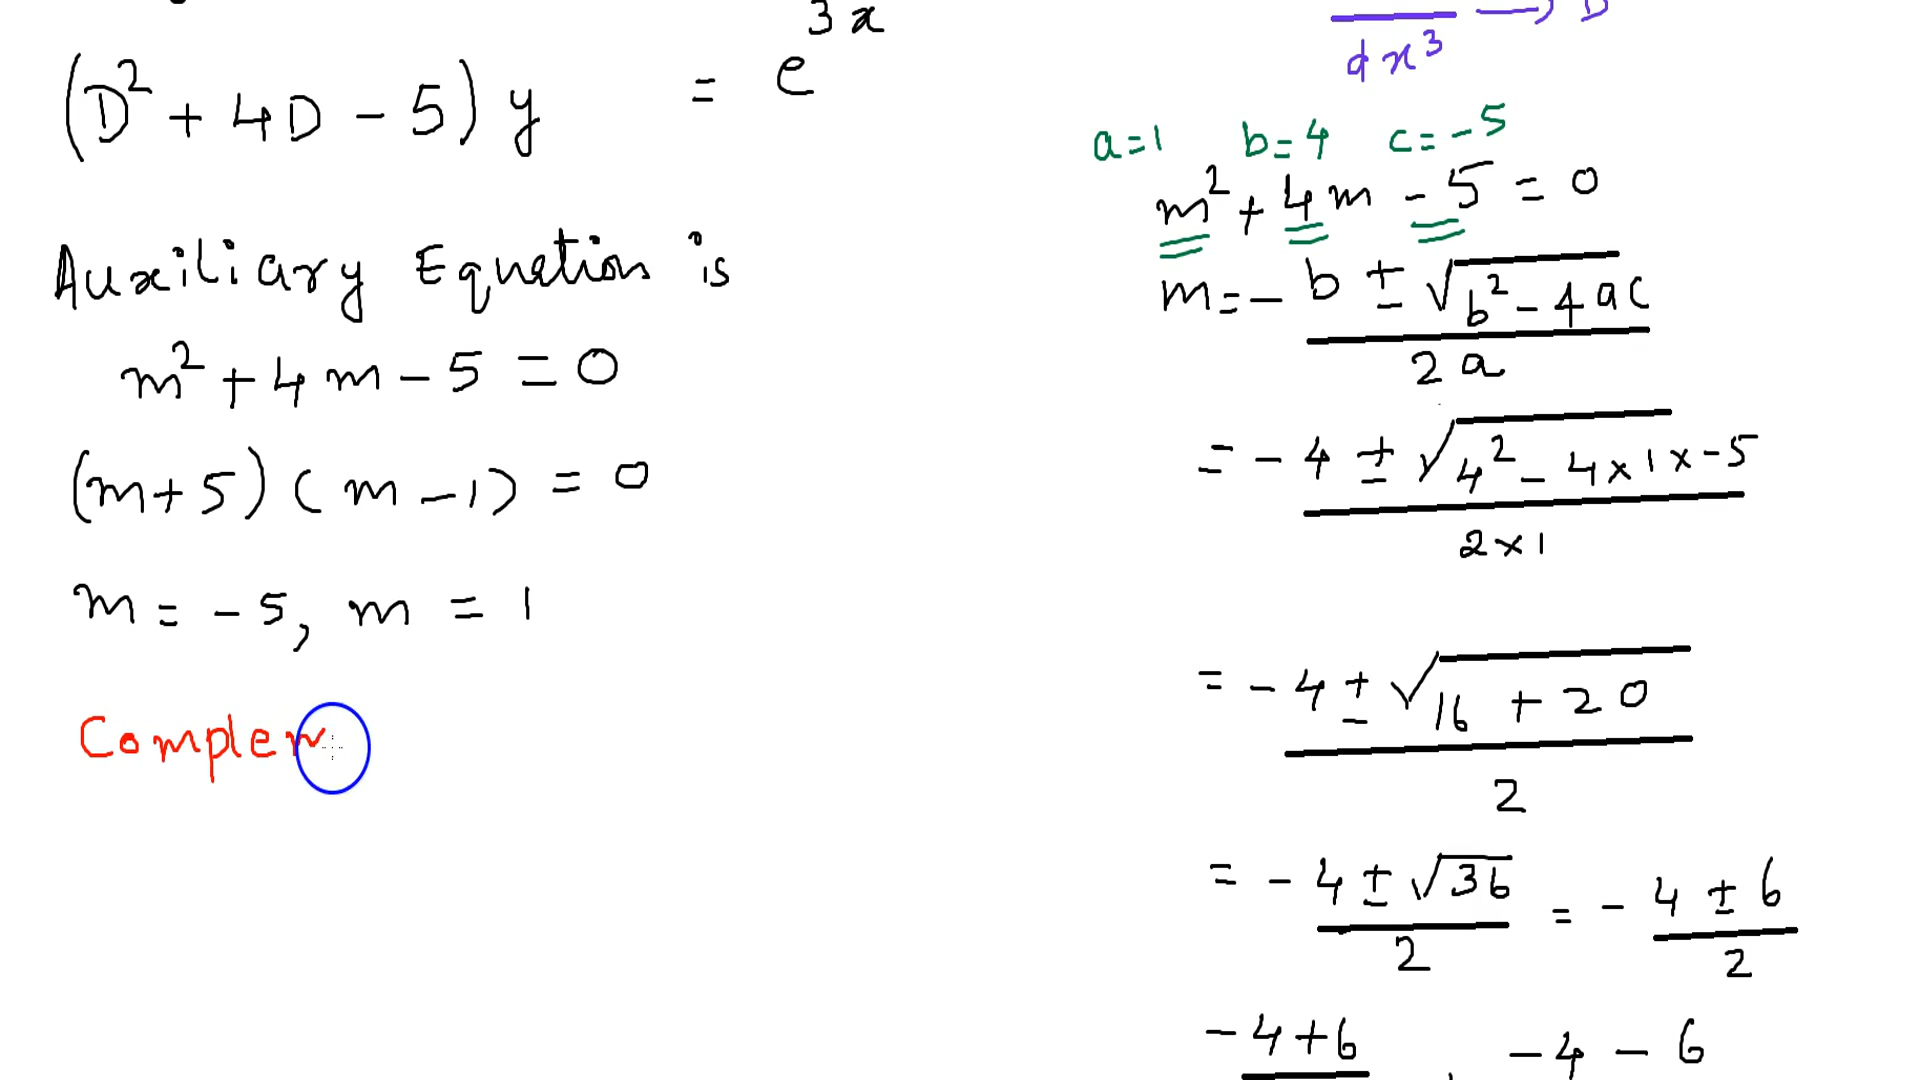 (D² + 4D - 5) y = e³ˣ
Auxiliary Equation is
m² + 4m - 5 = 0
(m+5) (m-1) = 0
m = -5, m = 1
Complem
dx³ → D
a=1 b=4 c=-5
m² + 4m - 5 = 0
m = - b ± √b² - 4ac
2a
= - 4 ± √4² - 4×1×-5
2×1
= - 4 ± √16 + 20
2
= - 4 ± √36 = - 4 ± 6
2 2
-4+6 , -4 - 6